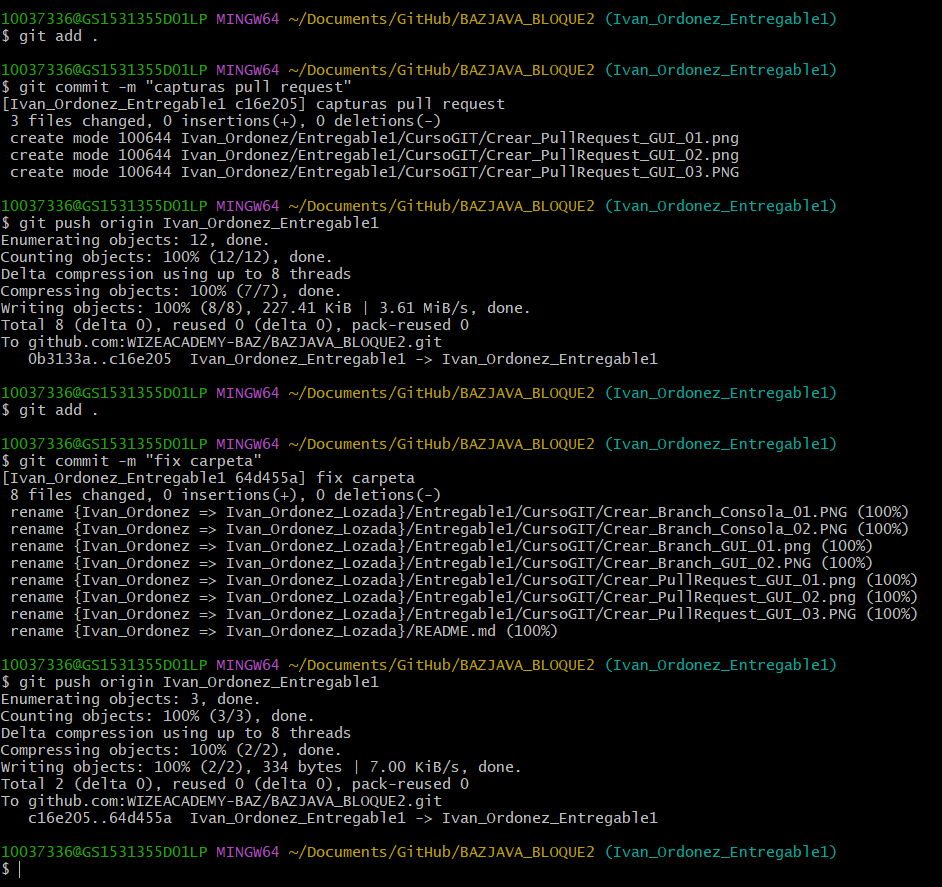 10037336@GS1531355D01LP MINGW64 ~/Documents/GitHub/BAZJAVA_BLOQUE2 (Ivan_Ordonez_Entregable1)
$ git add .
10037336@GS1531355D01LP MINGW64 ~/Documents/GitHub/BAZJAVA_BLOQUE2 (Ivan_Ordonez_Entregable1)
$ git commit -m "capturas pull request"
[Ivan_Ordonez_Entregable1 c16e205] capturas pull request
 3 files changed, 0 insertions(+), 0 deletions(-)
 create mode 100644 Ivan_Ordonez/Entregable1/CursoGIT/Crear_PullRequest_GUI_01.png
 create mode 100644 Ivan_Ordonez/Entregable1/CursoGIT/Crear_PullRequest_GUI_02.png
 create mode 100644 Ivan_Ordonez/Entregable1/CursoGIT/Crear_PullRequest_GUI_03.PNG
10037336@GS1531355D01LP MINGW64 ~/Documents/GitHub/BAZJAVA_BLOQUE2 (Ivan_Ordonez_Entregable1)
$ git push origin Ivan_Ordonez_Entregable1
Enumerating objects: 12, done.
Counting objects: 100% (12/12), done.
Delta compression using up to 8 threads
Compressing objects: 100% (7/7), done.
Writing objects: 100% (8/8), 227.41 KiB | 3.61 MiB/s, done.
Total 8 (delta 0), reused 0 (delta 0), pack-reused 0
To github.com:WIZEACADEMY-BAZ/BAZJAVA_BLOQUE2.git
   0b3133a..c16e205  Ivan_Ordonez_Entregable1 -> Ivan_Ordonez_Entregable1
10037336@GS1531355D01LP MINGW64 ~/Documents/GitHub/BAZJAVA_BLOQUE2 (Ivan_Ordonez_Entregable1)
$ git add .
10037336@GS1531355D01LP MINGW64 ~/Documents/GitHub/BAZJAVA_BLOQUE2 (Ivan_Ordonez_Entregable1)
$ git commit -m "fix carpeta"
[Ivan_Ordonez_Entregable1 64d455a] fix carpeta
 8 files changed, 0 insertions(+), 0 deletions(-)
 rename {Ivan_Ordonez => Ivan_Ordonez_Lozada}/Entregable1/CursoGIT/Crear_Branch_Consola_01.PNG (100%)
 rename {Ivan_Ordonez => Ivan_Ordonez_Lozada}/Entregable1/CursoGIT/Crear_Branch_Consola_02.PNG (100%)
 rename {Ivan_Ordonez => Ivan_Ordonez_Lozada}/Entregable1/CursoGIT/Crear_Branch_GUI_01.png (100%)
 rename {Ivan_Ordonez => Ivan_Ordonez_Lozada}/Entregable1/CursoGIT/Crear_Branch_GUI_02.PNG (100%)
 rename {Ivan_Ordonez => Ivan_Ordonez_Lozada}/Entregable1/CursoGIT/Crear_PullRequest_GUI_01.png (100%)
 rename {Ivan_Ordonez => Ivan_Ordonez_Lozada}/Entregable1/CursoGIT/Crear_PullRequest_GUI_02.png (100%)
 rename {Ivan_Ordonez => Ivan_Ordonez_Lozada}/Entregable1/CursoGIT/Crear_PullRequest_GUI_03.PNG (100%)
 rename {Ivan_Ordonez => Ivan_Ordonez_Lozada}/README.md (100%)
10037336@GS1531355D01LP MINGW64 ~/Documents/GitHub/BAZJAVA_BLOQUE2 (Ivan_Ordonez_Entregable1)
$ git push origin Ivan_Ordonez_Entregable1
Enumerating objects: 3, done.
Counting objects: 100% (3/3), done.
Delta compression using up to 8 threads
Compressing objects: 100% (2/2), done.
Writing objects: 100% (2/2), 334 bytes | 7.00 KiB/s, done.
Total 2 (delta 0), reused 0 (delta 0), pack-reused 0
To github.com:WIZEACADEMY-BAZ/BAZJAVA_BLOQUE2.git
   c16e205..64d455a  Ivan_Ordonez_Entregable1 -> Ivan_Ordonez_Entregable1
10037336@GS1531355D01LP MINGW64 ~/Documents/GitHub/BAZJAVA_BLOQUE2 (Ivan_Ordonez_Entregable1)
$